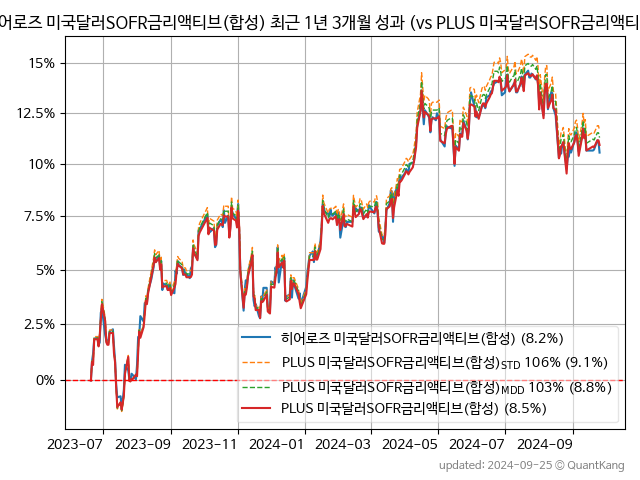 어로즈 미국달러SOFR금리액티브(합성) 최근 1년 3개월 성과 (vs PLUS 미국달러SOFR금리액티
15%
12.5%
10%
7.5%
5%
2.5%
0%
히어로즈 미국달러SOFR금리액티브(합성) (8.2%)
PLUS 미국달러SOFR금리액티브(합성)STD 106% (9.1%)
PLUS 미국달러SOFR금리액티브(합성)MDD 103% (8.8%)
PLUS 미국달러SOFR금리액티브(합성) (8.5%)
2023-07 2023-09 2023-11 2024-01 2024-03 2024-05 2024-07 2024-09
updated: 2024-09-25 © QuantKang